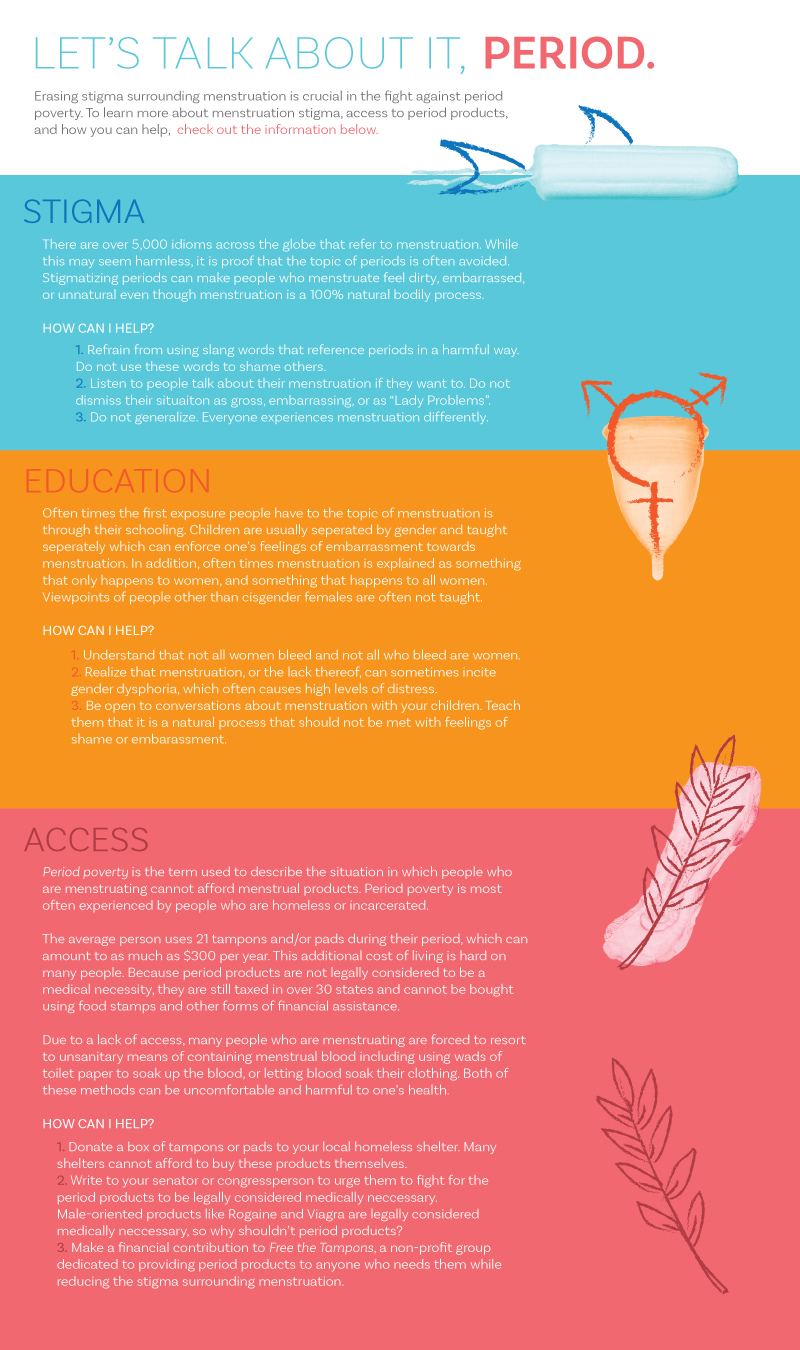 LET'S TALK ABOUT IT, PERIOD.
Erasing stigma surrounding menstruation is crucial in the fight against period
poverty. To learn more about menstruation stigma, access to period products,
and how you can help, check out the information below.
STIGMA
There are over 5,000 idioms across the globe that refer to menstruation. While
this may seem harmless, it is proof that the topic of periods is often avoided.
Stigmatizing periods can make people who menstruate feel dirty, embarrassed,
or unnatural even though menstruation is a 100% natural bodily process.
HOW CAN I HELP?
1. Refrain from using slang words that reference periods in a harmful way.
Do not use these words to shame others.
2. Listen to people talk about their menstruation if they want to. Do not
dismiss their situaiton as gross, embarrassing, or as “Lady Problems”.
3. Do not generalize. Everyone experiences menstruation differently.
EDUCATION
Often times the first exposure people have to the topic of menstruation is
through their schooling. Children are usually seperated by gender and taught
seperately which can enforce one's feelings of embarrassment towards
menstruation. In addition, often times menstruation is explained as something
that only happens to women, and something that happens to all women.
Viewpoints of people other than cisgender females are often not taught.
HOW CAN I HELP?
1. Understand that not all women bleed and not all who bleed are women.
2. Realize that menstruation, or the lack thereof, can sometimes incite
gender dysphoria, which often causes high levels of distress.
3. Be open to conversations about menstruation with your children. Teach
them that it is a natural process that should not be met with feelings of
shame or embarassment.
ACCESS
Period poverty is the term used to describe the situation in which people who
are menstruating cannot afford menstrual products. Period poverty is most
often experienced by people who are homeless or incarcerated.
The average person uses 21 tampons and/or pads during their period, which can
amount to as much as $300 per year. This additional cost of living is hard on
many people. Because period products are not legally considered to be a
medical necessity, they are still taxed in over 30 states and cannot be bought
using food stamps and other forms of financial assistance.
Due to a lack of access, many people who are menstruating are forced to resort
to unsanitary means of containing menstrual blood including using wads of
toilet paper to soak up the blood, or letting blood soak their clothing. Both of
these methods can be uncomfortable and harmful to one's health.
HOW CAN I HELP?
1. Donate a box of tampons or pads to your local homeless shelter. Many
shelters cannot afford to buy these products themselves.
2. Write to your senator or congressperson to urge them to fight for the
period products to be legally considered medically neccessary.
Male-oriented products like Rogaine and Viagra are legally considered
medically neccessary, so why shouldn't period products?
3. Make a financial contribution to Free the Tampons, a non-profit group
dedicated to providing period products to anyone who needs them while
reducing the stigma surrounding menstruation.